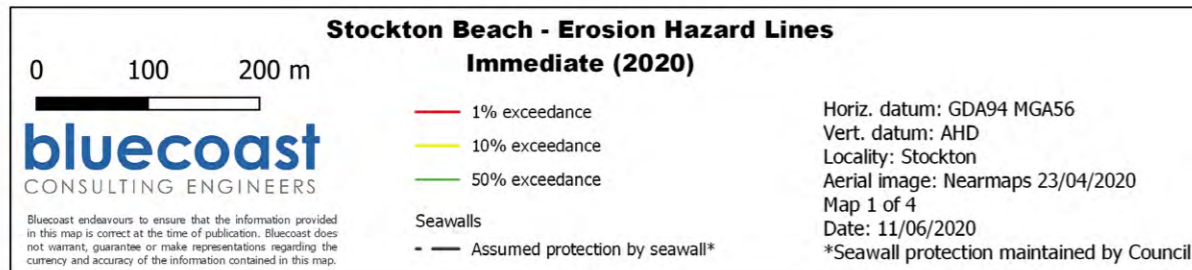 Stockton Beach - Erosion Hazard Lines
Immediate (2020)
0 100 200 m
bluecoast
CONSULTING ENGINEERS
Bluecoast endeavours to ensure that the information provided
in this map is correct at the time of publication. Bluecoast does
not warrant, guarantee or make representations regarding the
currency and accuracy of the information contained in this map.
1% exceedance
10% exceedance
50% exceedance
Seawalls
Assumed protection by seawall*
Horiz. datum: GDA94 MGA56
Vert. datum: AHD
Locality: Stockton
Aerial image: Nearmaps 23/04/2020
Map 1 of 4
Date: 11/06/2020
*Seawall protection maintained by Council